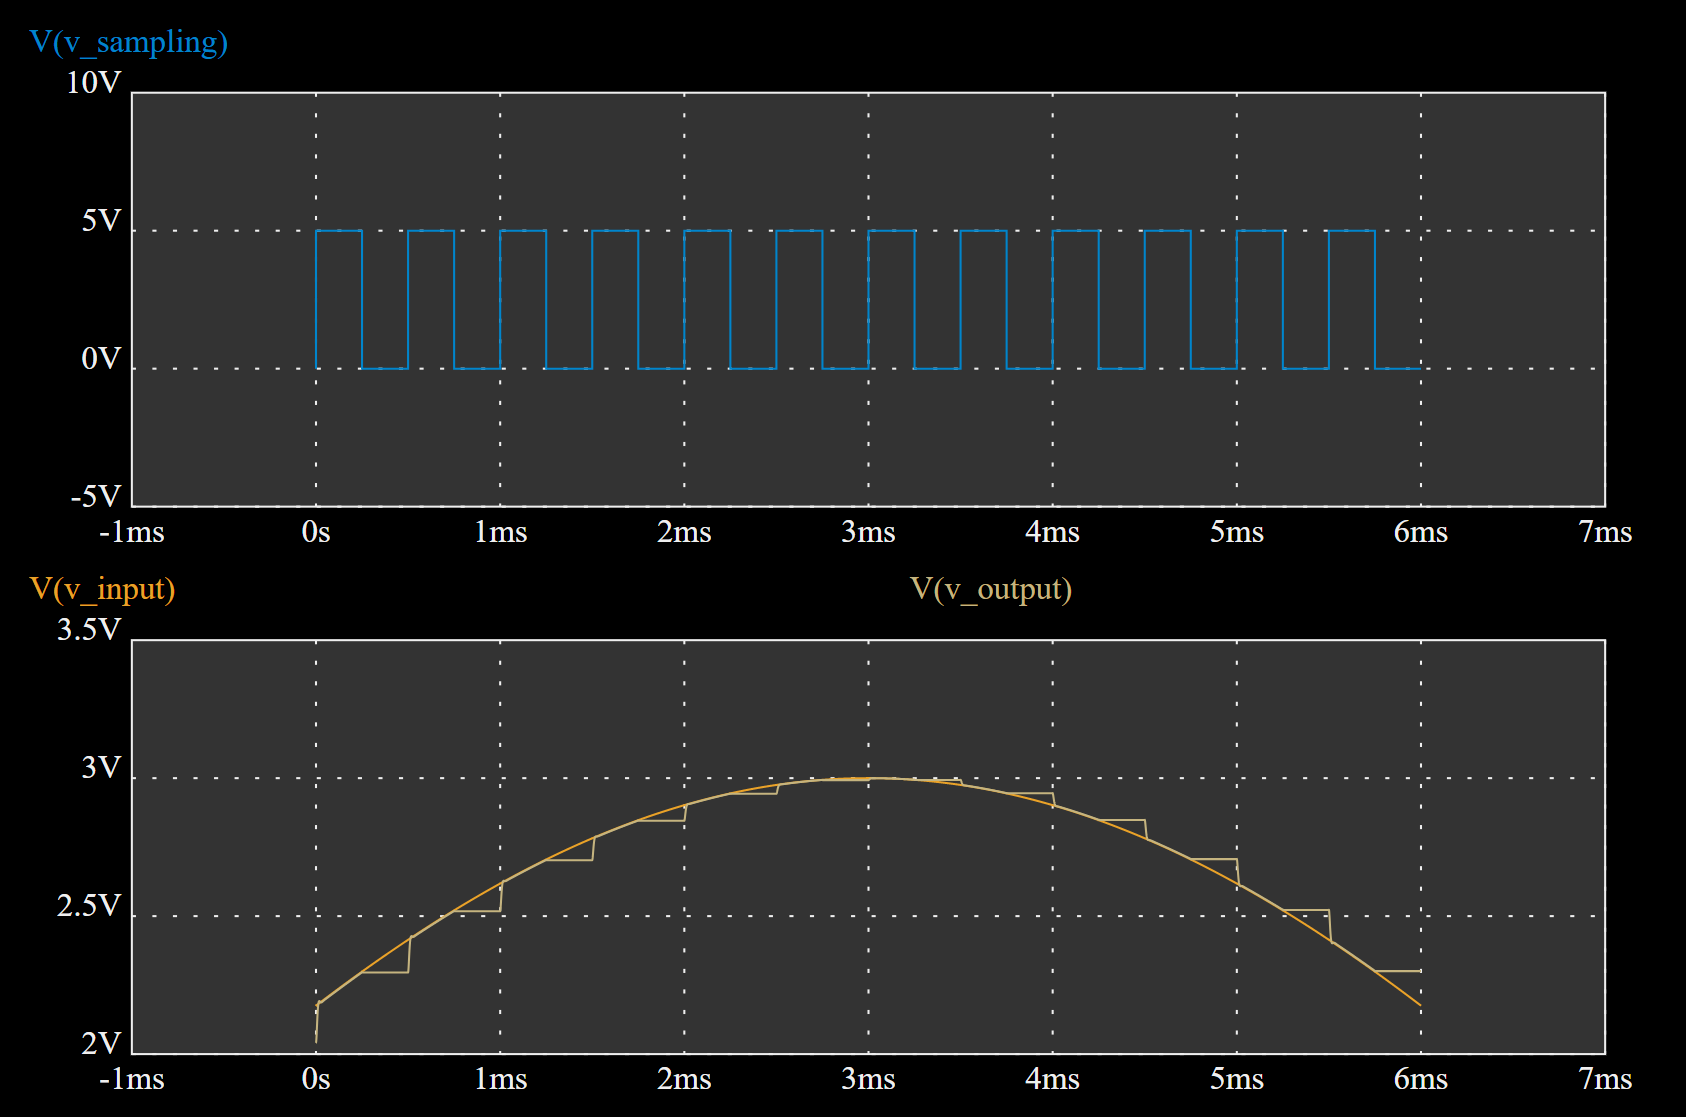 V(v_sampling)
10V
5V
0V
-5V
-1ms 0s 1ms 2ms 3ms 4ms 5ms 6ms 7ms
V(v_input) V(v_output)
3.5V
3V
2.5V
2V
-1ms 0s 1ms 2ms 3ms 4ms 5ms 6ms 7ms